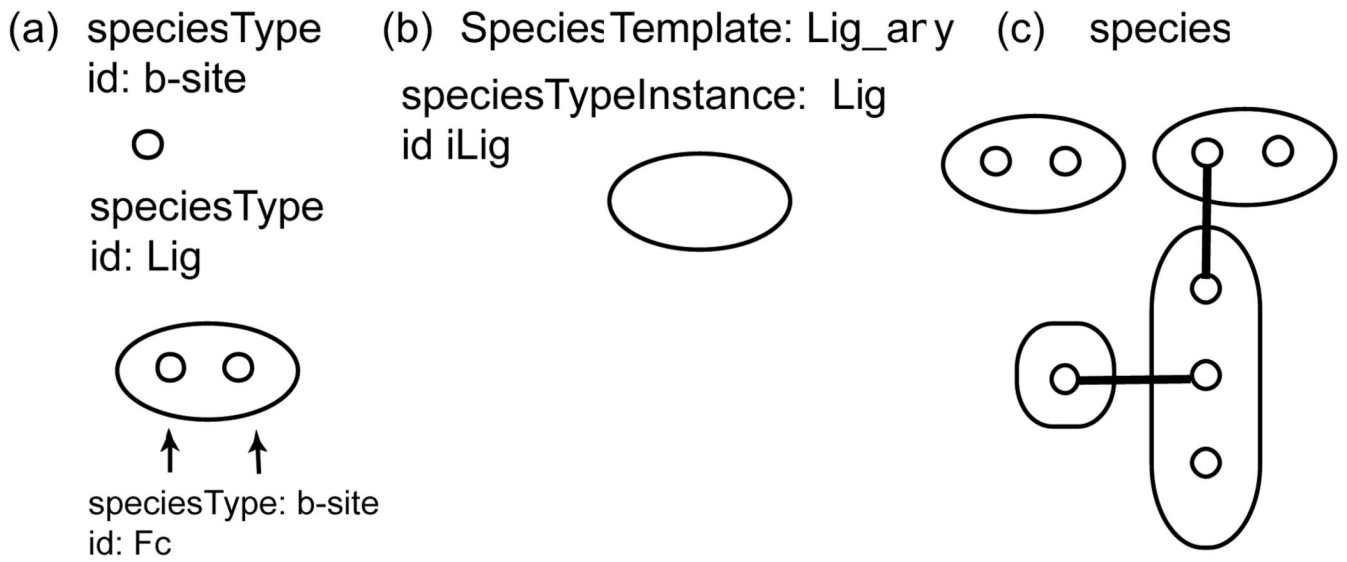 (a) speciesType
id: b-site
speciesType
id: Lig
speciesType: b-site
id: Fc
(b) SpeciesTemplate: Lig_ary
speciesTypeInstance: Lig
id iLig
(c) species